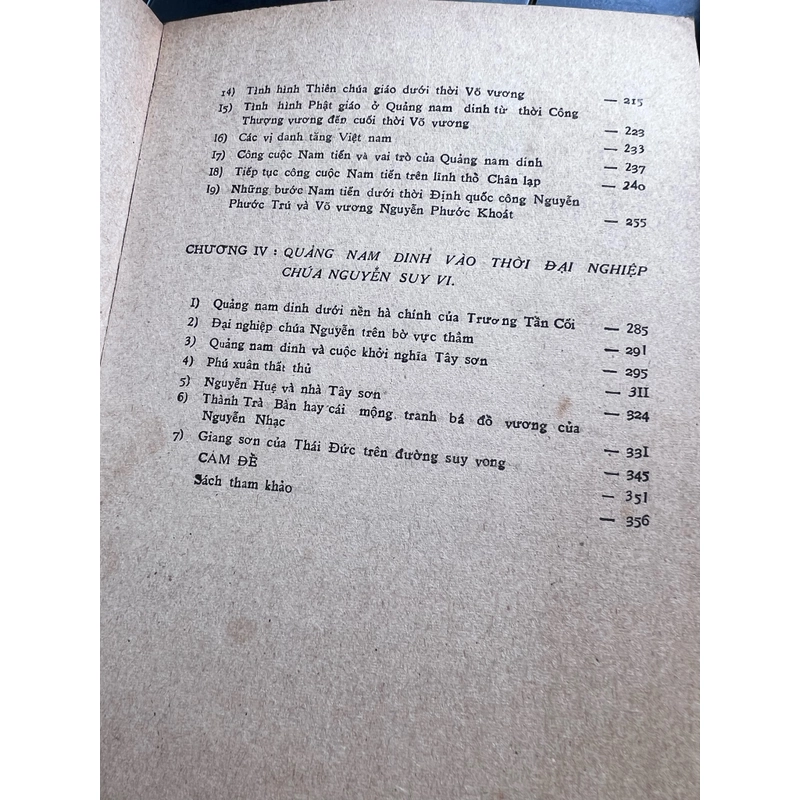 14) Tình hình Thiên chúa giáo dưới thời Võ vương — 215
15) Tình hình Phật giáo ở Quảng nam dinh từ thời Công
Thượng vương đến cuối thời Võ vương — 223
16) Các vị danh tăng Việt nam — 233
17) Công cuộc Nam tiến và vai trò của Quảng nam dinh — 237
18) Tiếp tục công cuộc Nam tiến trên lĩnh thổ Chân lạp — 240
19) Những bước Nam tiến dưới thời Định quốc công Nguyễn
Phước Trú và Võ vương Nguyễn Phước Khoát — 255
CHƯƠNG IV : QUẢNG NAM DINH VÀO THỜI ĐẠI NGHIỆP
CHÚA NGUYỄN SUY VI.
1) Quảng nam dinh dưới nền hà chính của Trương Tần Cối — 285
2) Đại nghiệp chúa Nguyễn trên bờ vực thẳm — 291
3) Quảng nam dinh và cuộc khởi nghĩa Tây sơn — 295
4) Phú xuân thất thủ — 311
5) Nguyễn Huệ và nhà Tây sơn — 324
6) Thành Trà Bàn hay cái mộng tranh bá đồ vương của
Nguyễn Nhạc — 331
7) Giang sơn của Thái Đức trên đường suy vong — 345
CẢM ĐỀ — 351
Sách tham khảo — 356